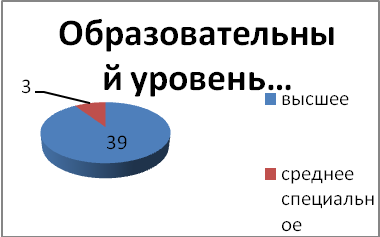 Образовательны
й уровень...
3
39
высшее
среднее
специальн
ое